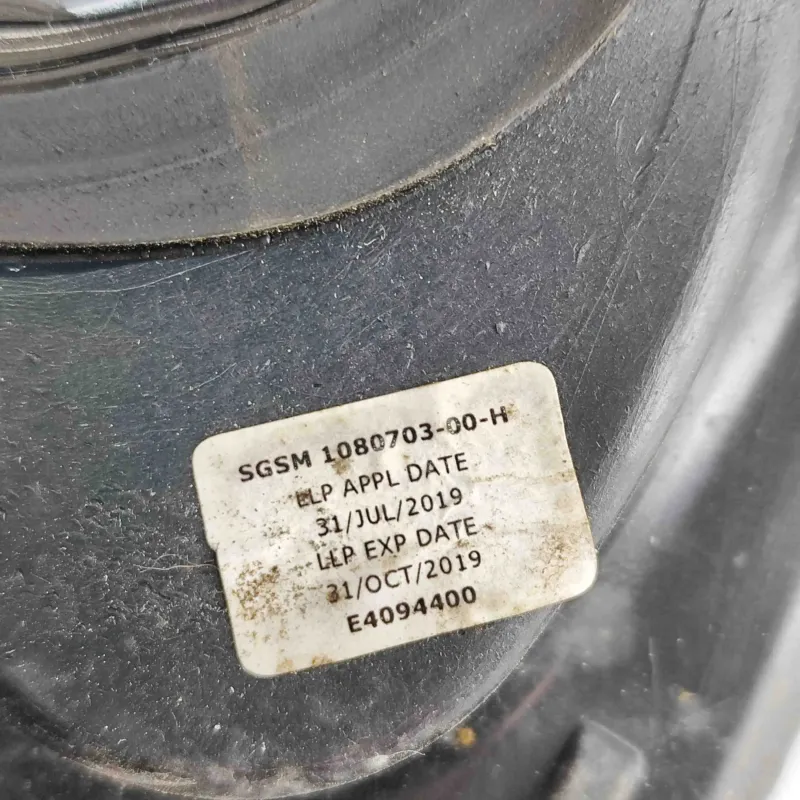 SGSM 1080703-00-H
LLP APPL DATE
31/JUL/2019
LLP EXP DATE
31/OCT/2019
E4094400